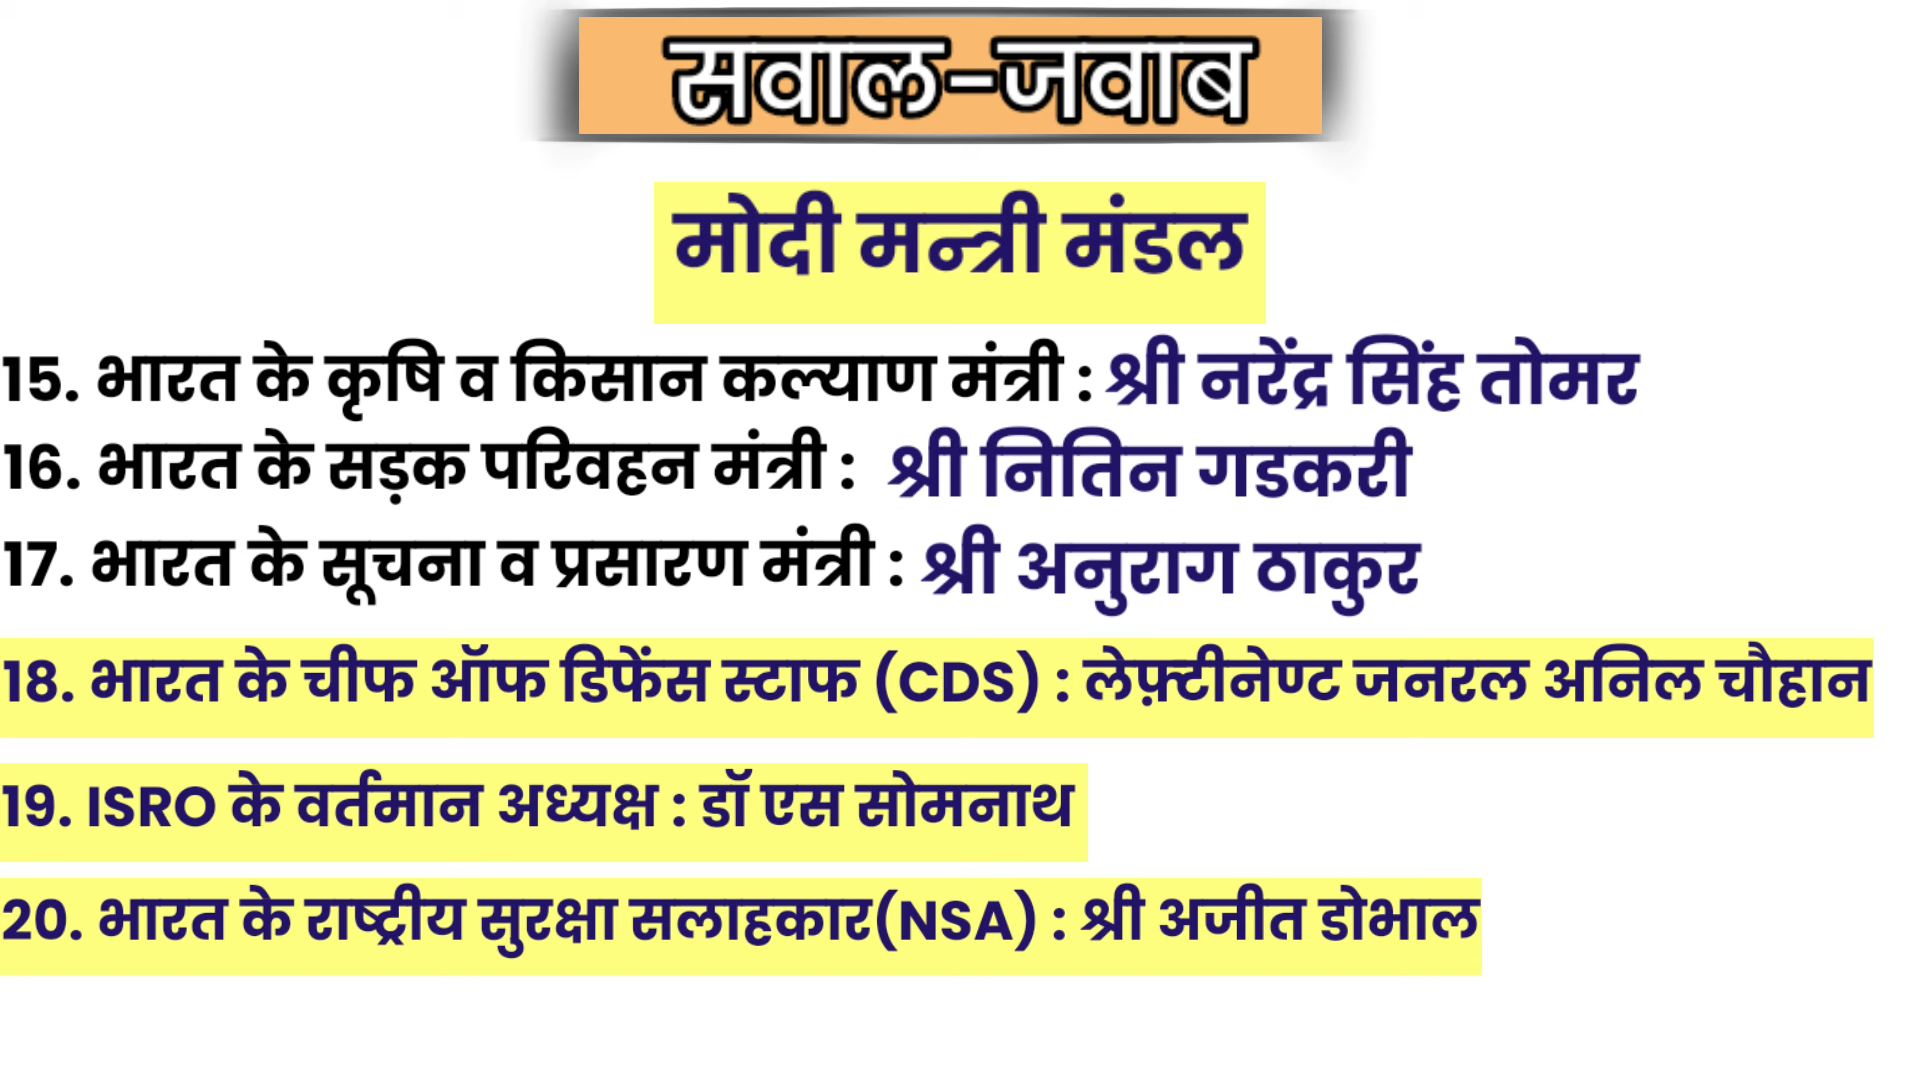 सवाल-जवाब
मोदी मन्त्री मंडल
15. भारत के कृषि व किसान कल्याण मंत्री : श्री नरेंद्र सिंह तोमर
16. भारत के सड़क परिवहन मंत्री : श्री नितिन गडकरी
17. भारत के सूचना व प्रसारण मंत्री : श्री अनुराग ठाकुर
18. भारत के चीफ ऑफ डिफेंस स्टाफ (CDS) : लेफ़्टीनेण्ट जनरल अनिल चौहान
19. ISRO के वर्तमान अध्यक्ष : डॉ एस सोमनाथ
20. भारत के राष्ट्रीय सुरक्षा सलाहकार(NSA) : श्री अजीत डोभाल